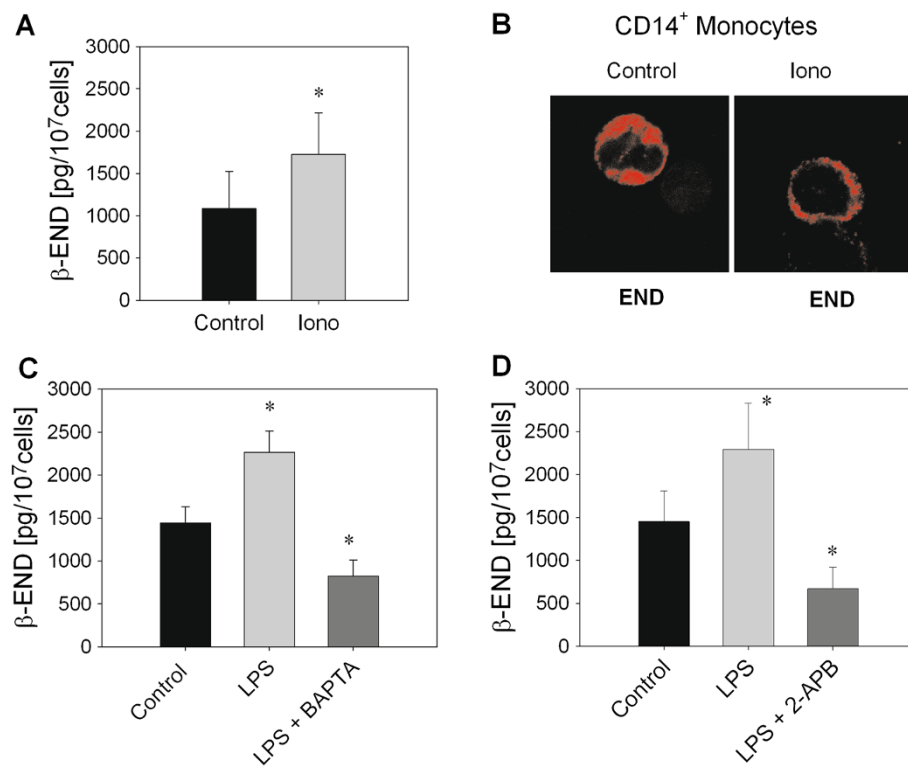 A
β-END [pg/10⁷cells]
3000
2500
2000
1500
1000
500
0
*
Control
Iono
B
CD14⁺ Monocytes
Control
Iono
END
END
C
β-END [pg/10⁷cells]
3000
2500
2000
1500
1000
500
0
*
*
Control
LPS
LPS + BAPTA
D
β-END [pg/10⁷cells]
3000
2500
2000
1500
1000
500
0
*
*
Control
LPS
LPS + 2-APB